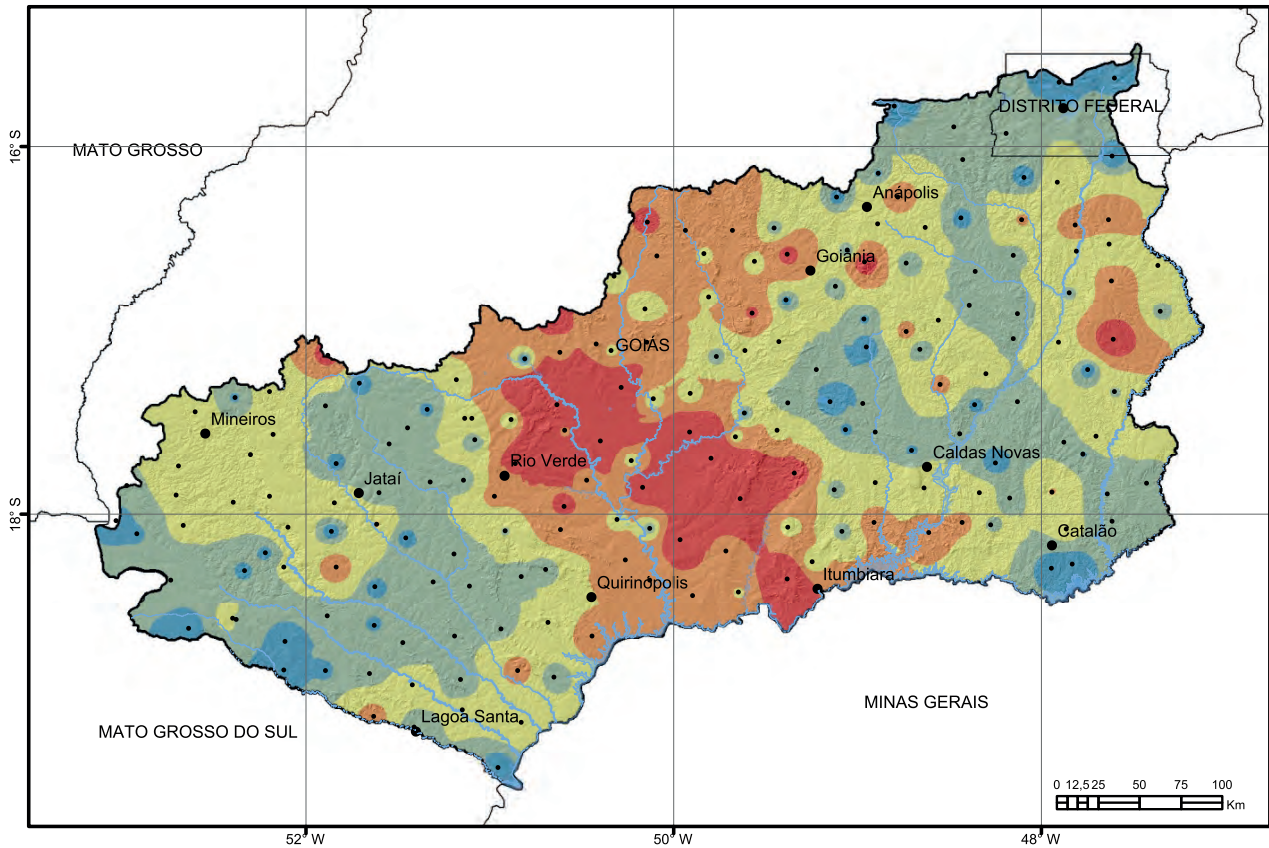 DISTRITO FEDERAL
16° S
MATO GROSSO
Anápolis
Goiânia
GOIÁS
Mineiros
Caldas Novas
Rio Verde
Jataí
18° S
Catalão
Itumbiara
Quirinópolis
MINAS GERAIS
Lagoa Santa
MATO GROSSO DO SUL
0 12,5 25 50 75 100
Km
52° W 50° W 48° W